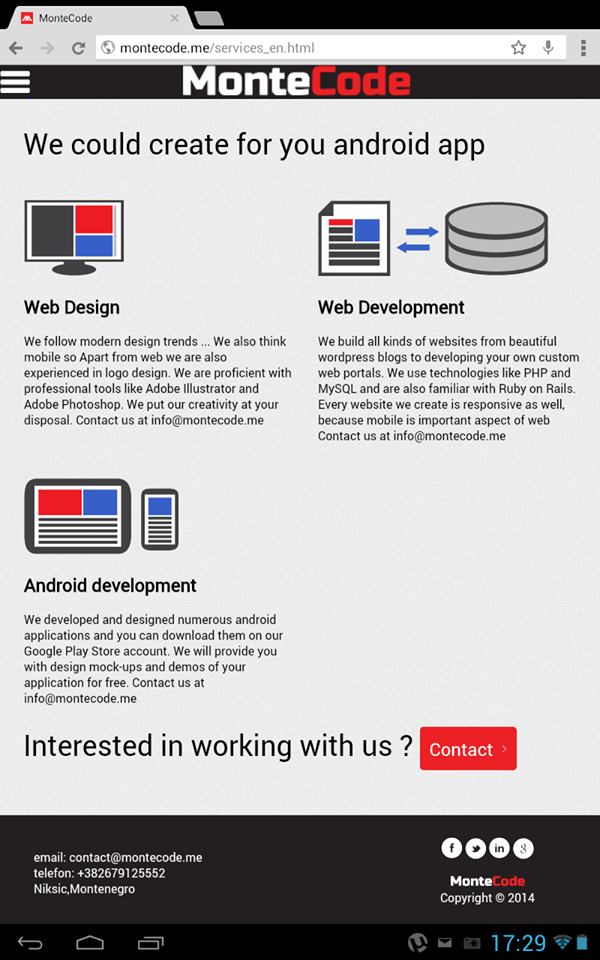 MonteCode
montecode.me/services_en.html
MonteCode
We could create for you android app
Web Design
We follow modern design trends ... We also think
mobile so Apart from web we are also
experienced in logo design. We are proficient with
professional tools like Adobe Illustrator and
Adobe Photoshop. We put our creativity at your
disposal. Contact us at info@montecode.me
Web Development
We build all kinds of websites from beautiful
wordpress blogs to developing your own custom
web portals. We use technologies like PHP and
MySQL and are also familiar with Ruby on Rails.
Every website we create is responsive as well,
because mobile is important aspect of web
Contact us at info@montecode.me
Android development
We developed and designed numerous android
applications and you can download them on our
Google Play Store account. We will provide you
with design mock-ups and demos of your
application for free. Contact us at
info@montecode.me
Interested in working with us ? Contact
email: contact@montecode.me
telefon: +382679125552
Niksic,Montenegro
MonteCode
Copyright © 2014
17:29